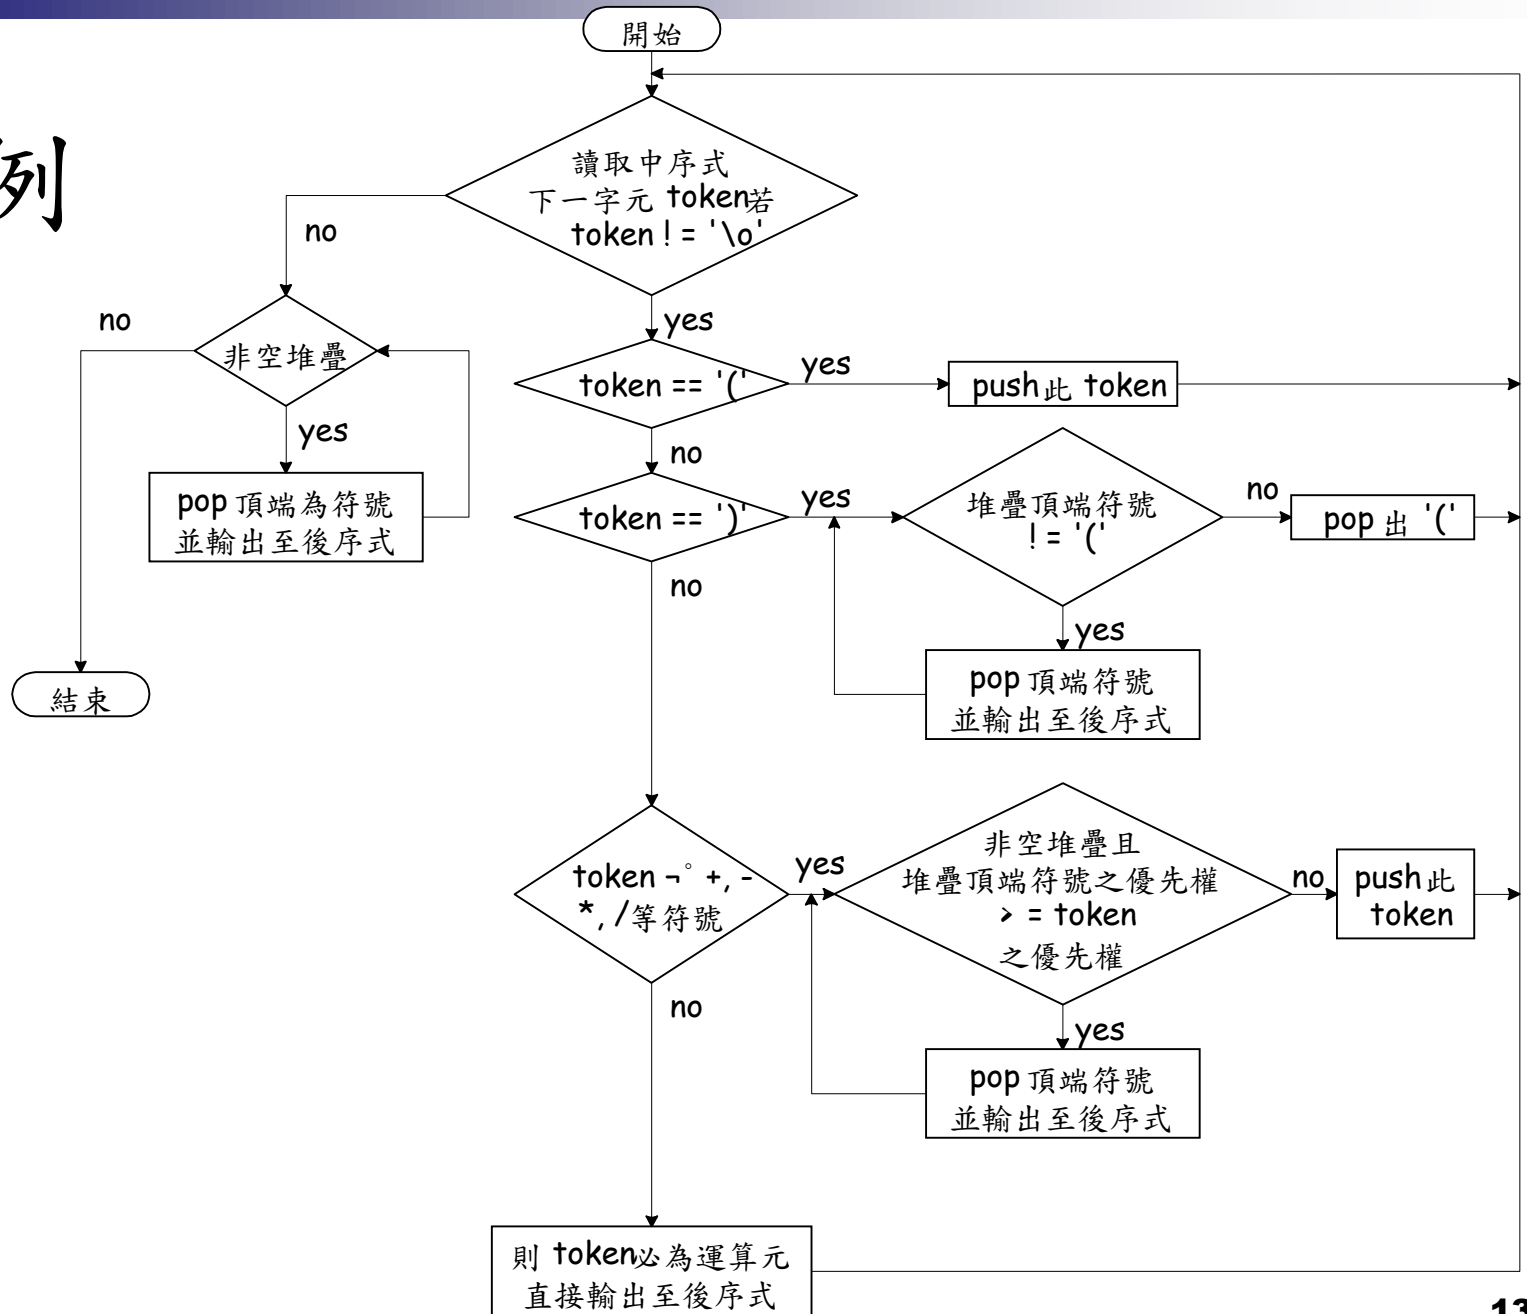 開始
例
讀取中序式
下一字元 token若
token ! = '\o'
no
yes
no
非空堆疊
yes
pop 頂端為符號
並輸出至後序式
結束
token == '('
yes
push此 token
no
token == ')'
yes
堆疊頂端符號
! = '('
no
pop 出 '('
yes
pop 頂端符號
並輸出至後序式
no
token ¬° +, -
*, /等符號
yes
非空堆疊且
堆疊頂端符號之優先權
> = token
之優先權
no
push此
token
yes
pop 頂端符號
並輸出至後序式
no
則 token必為運算元
直接輸出至後序式
13